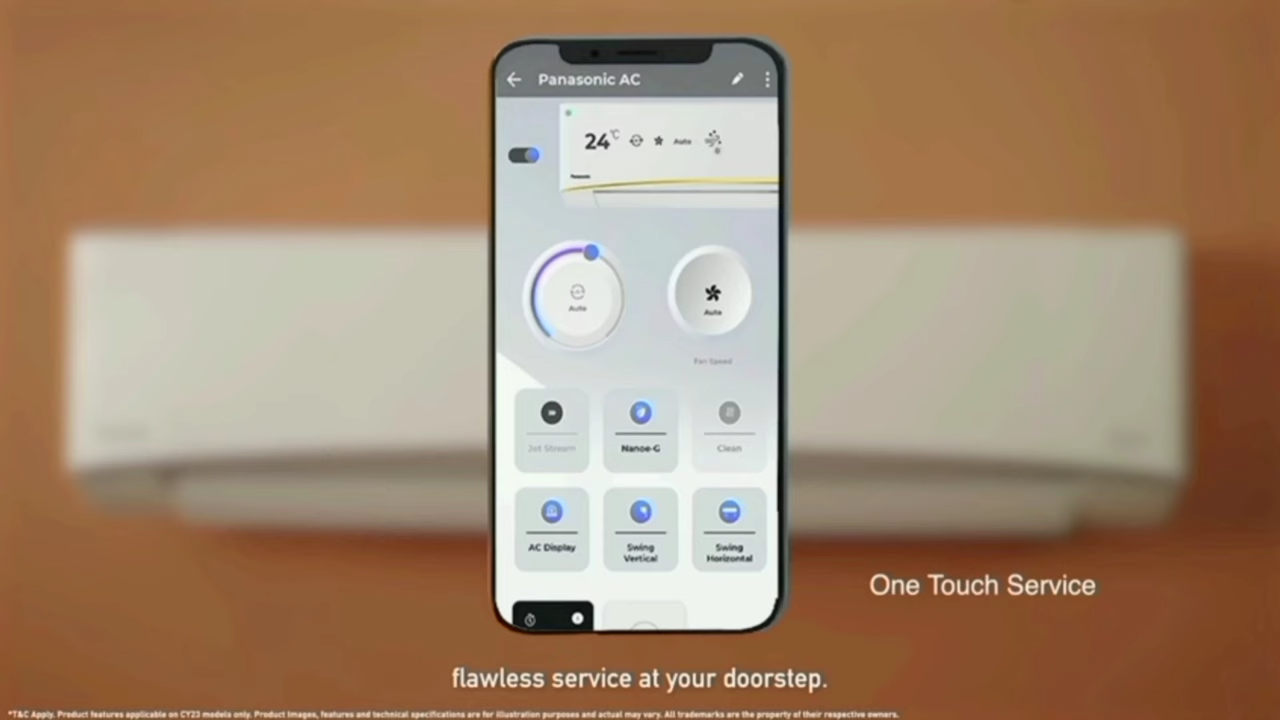 Panasonic AC
24°C
Auto
Panasonic
Auto
Auto
Fan Speed
Jet Stream
Nanoe-G
Clean
AC Display
Swing
Vertical
Swing
Horizontal
One Touch Service
flawless service at your doorstep.
*T&C Apply. Product features applicable on CY23 models only. Product Images, features and technical specifications are for illustration purposes and actual may vary. All trademarks are the property of their respective owners.